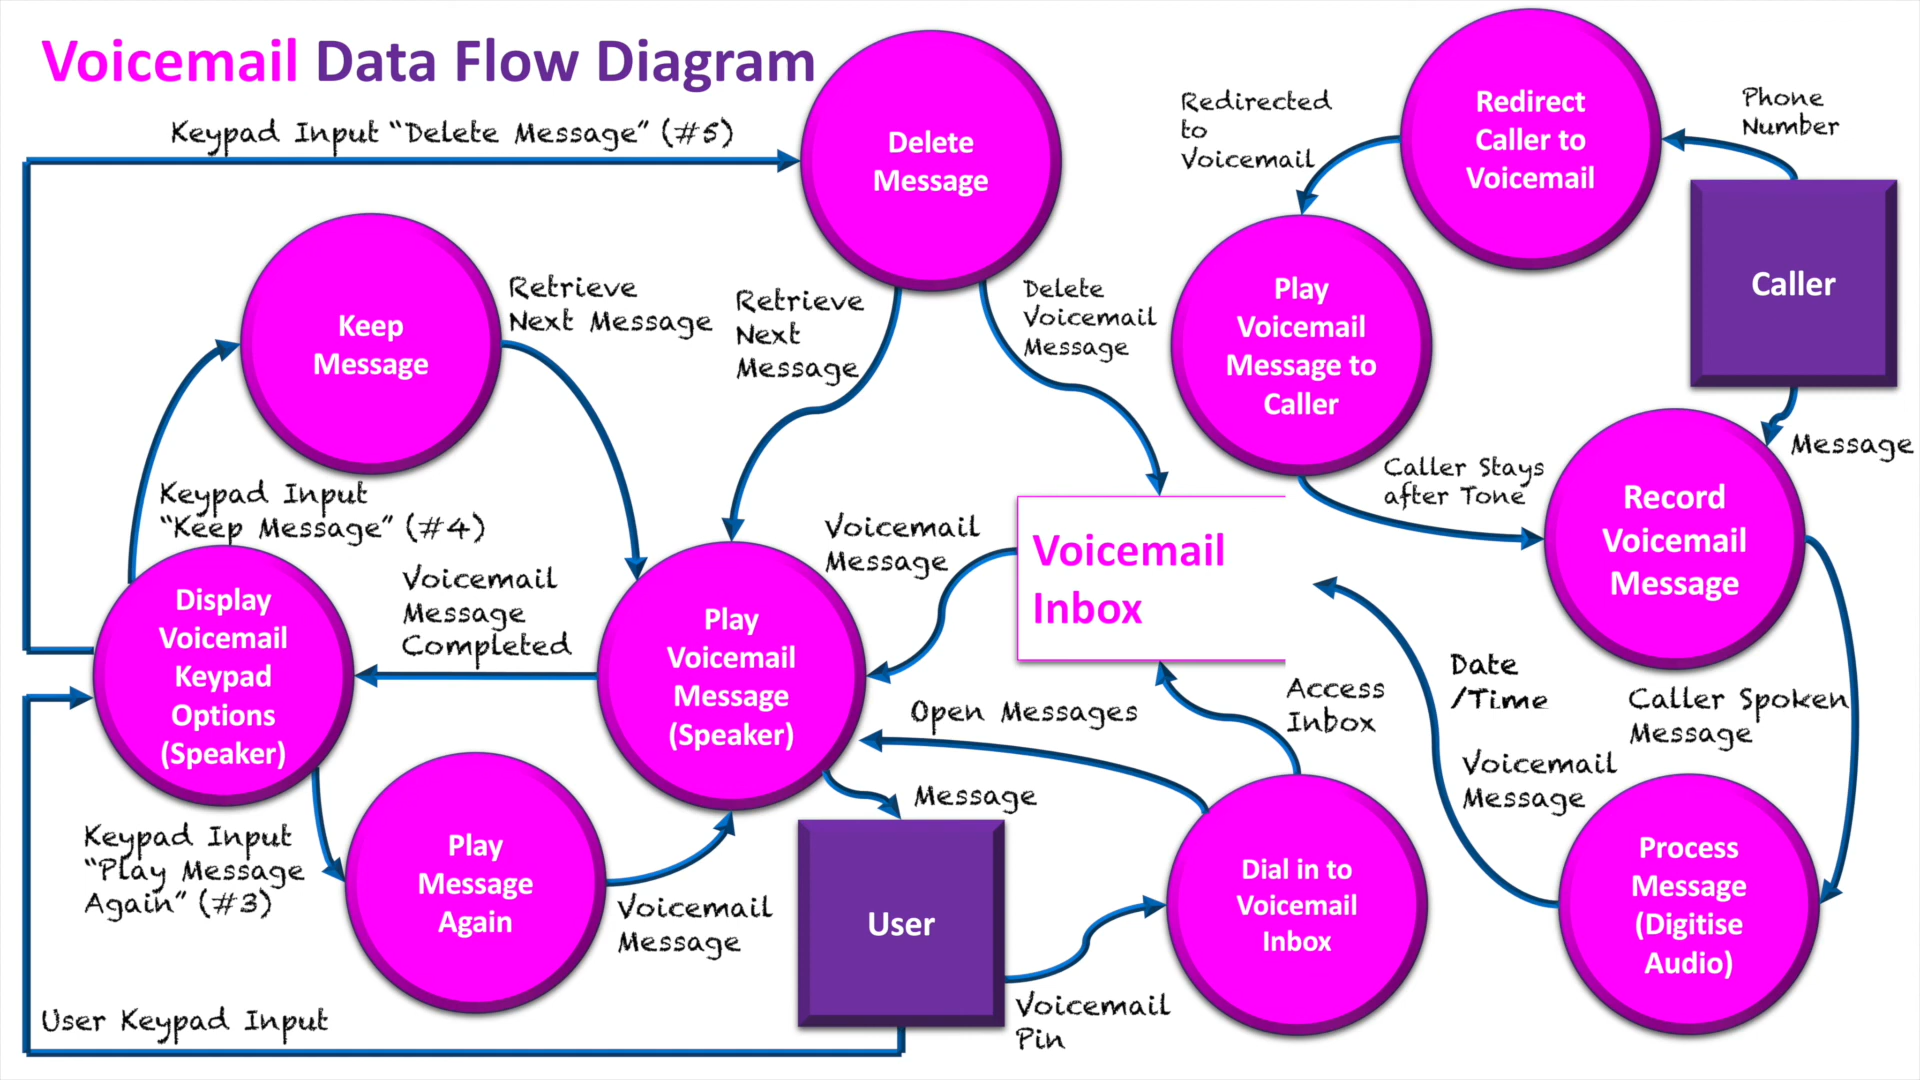 Voicemail Data Flow Diagram
Keypad Input "Delete Message" (#5)
Delete
Message
Redirected
to
Voicemail
Redirect
Caller to
Voicemail
Phone
Number
Caller
Keep
Message
Retrieve
Next Message
Retrieve
Next
Message
Delete
Voicemail
Message
Play
Voicemail
Message to
Caller
Message
Caller Stays
after Tone
Record
Voicemail
Message
Keypad Input
"Keep Message" (#4)
Voicemail
Message
Voicemail
Inbox
Display
Voicemail
Keypad
Options
(Speaker)
Voicemail
Message
Completed
Play
Voicemail
Message
(Speaker)
Open Messages
Access
Inbox
Date
/Time
Caller Spoken
Message
Voicemail
Message
Message
Keypad Input
"Play Message
Again" (#3)
Play
Message
Again
Voicemail
Message
User
Dial in to
Voicemail
Inbox
Process
Message
(Digitise
Audio)
User Keypad Input
Voicemail
Pin